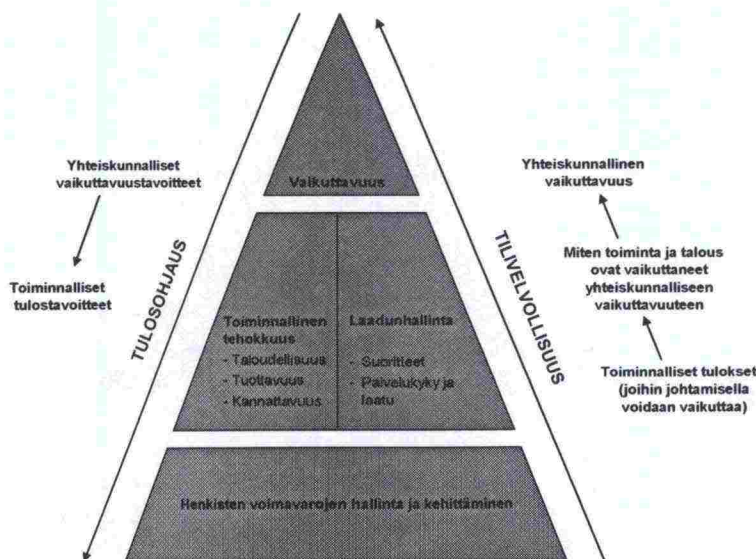 Vaikuttavuus
Yhteiskunnalliset
vaikuttavuustavoitteet
Toiminnalliset
tulostavoitteet
TULOSOHJAUS
Toiminnallinen
tehokkuus
- Taloudellisuus
- Tuottavuus
- Kannattavuus
Laadunhallinta
- Suoritteet
- Palvelukyky ja
laatu
Henkisten voimavarojen hallinta ja kehittäminen
TILIVELVOLLISUUS
Yhteiskunnallinen
vaikuttavuus
Miten toiminta ja talous
ovat vaikuttaneet
yhteiskunnalliseen
vaikuttavuuteen
Toiminnalliset tulokset
(joihin johtamisella
voidaan vaikuttaa)